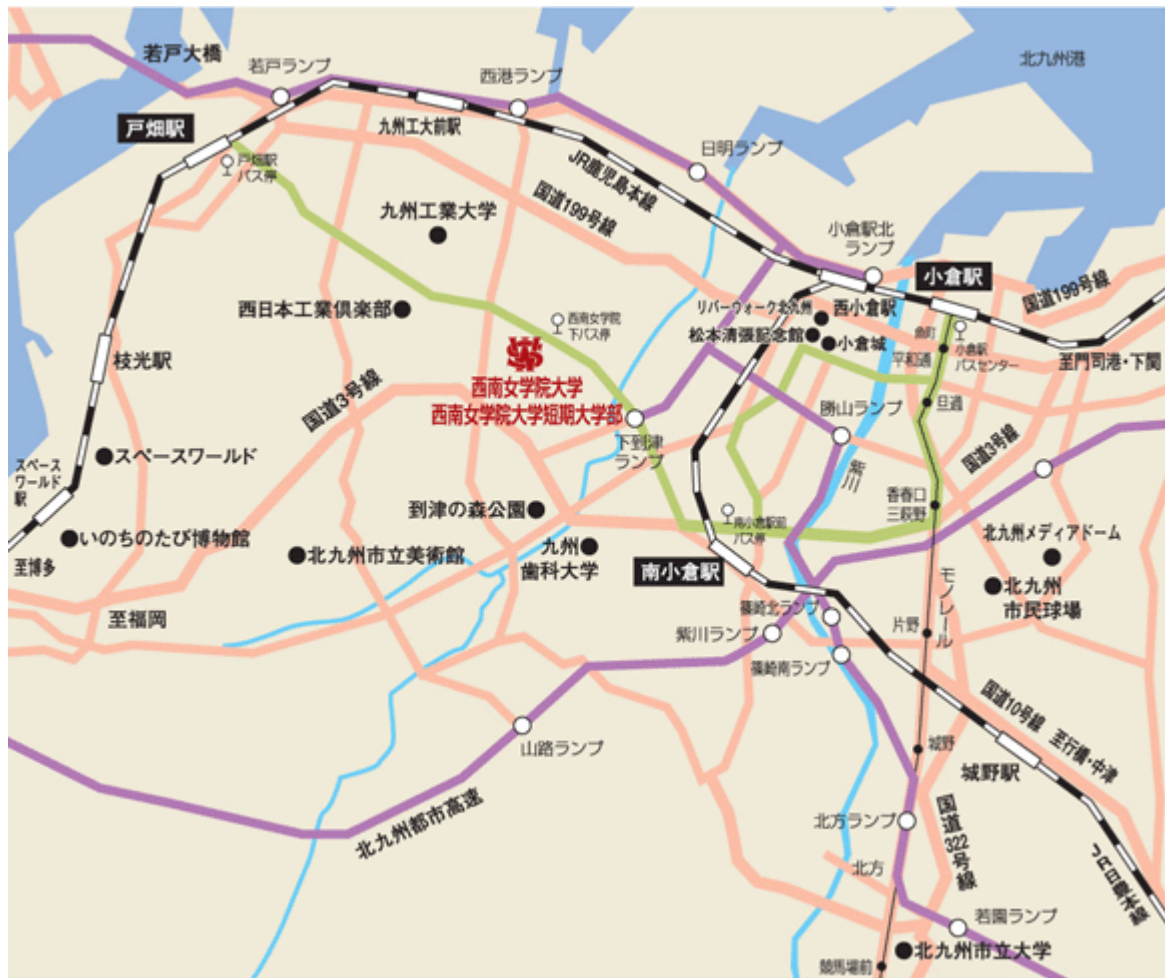 若戸大橋
若戸ランプ
西港ランプ
北九州港
戸畑駅
九州工大前駅
日明ランプ
戸畑駅
バス停
JR鹿児島本線
国道199号線
九州工業大学
小倉駅北
ランプ
小倉駅
国道199号線
西日本工業倶楽部
西南女学院
下バス停
リバーウォーク北九州
西小倉駅
松本清張記念館
小倉城
魚町
平和通
小倉駅
バスセンター
至門司港・下関
枝光駅
国道3号線
西南女学院大学
西南女学院大学短期大学部
旦過
勝山ランプ
下到津
ランプ
国道3号線
スペースワールド
スペース
ワールド
駅
紫川
香春口
三萩野
到津の森公園
南小倉駅前
バス停
いのちのたび博物館
北九州市立美術館
九州
歯科大学
北九州メディアドーム
至博多
南小倉駅
北九州
市民球場
モノレール
至福岡
篠崎北ランプ
紫川ランプ
片野
篠崎南ランプ
国道10号線 至行橋・中津
山路ランプ
城野
城野駅
北九州都市高速
北方ランプ
国道322号線
JR日豊本線
北方
若園ランプ
北九州市立大学
競馬場前